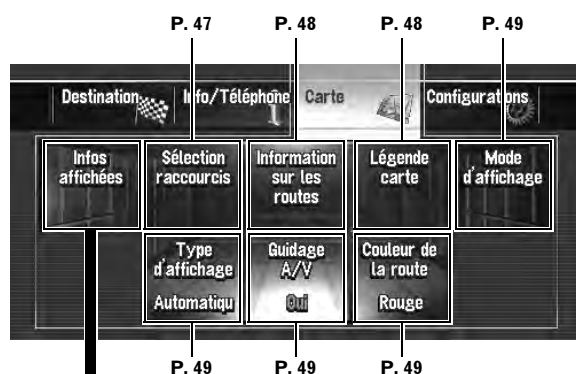 P. 47 P. 48 P. 48 P. 49
Destination Info/Téléphone Carte Configurations
Infos affichées
Sélection raccourcis
Information sur les routes
Légende carte
Mode d'affichage
Type d'affichage
Automatiqu
Guidage A/V
Oui
Couleur de la route
Rouge
P. 49 P. 49 P. 49